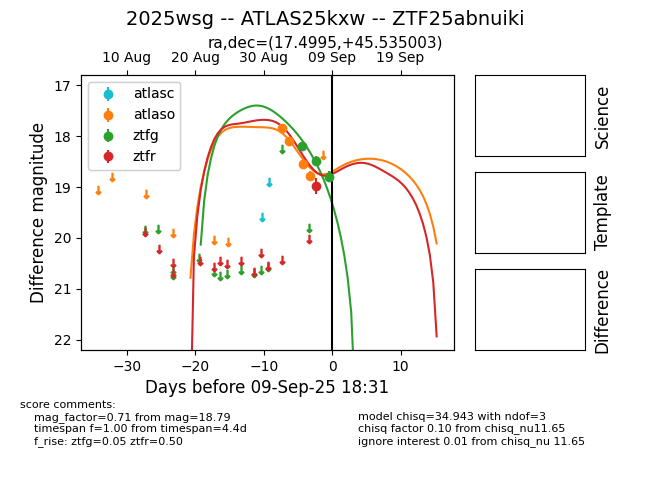 2025wsg -- ATLAS25kxw -- ZTF25abnuiki
ra,dec=(17.4995,+45.535003)
10 Aug 20 Aug 30 Aug 09 Sep 19 Sep
17
18
19
20
21
22
Difference magnitude
atlasc
atlaso
ztfg
ztfr
−30 −20 −10 0 10
Days before 09-Sep-25 18:31
Science
Template
Difference
score comments:
mag_factor=0.71 from mag=18.79
timespan f=1.00 from timespan=4.4d
f_rise: ztfg=0.05 ztfr=0.50
model chisq=34.943 with ndof=3
chisq factor 0.10 from chisq_nu11.65
ignore interest 0.01 from chisq_nu 11.65